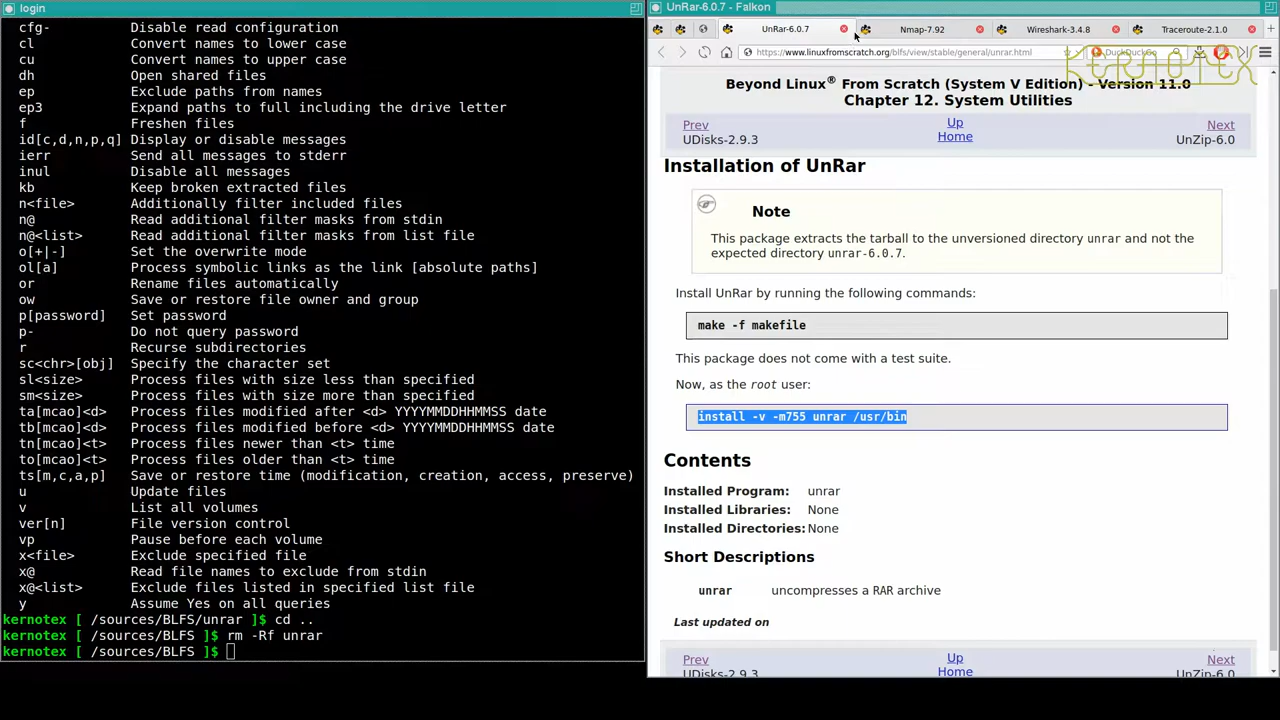 login
cfg- Disable read configuration
cl Convert names to lower case
cu Convert names to upper case
dh Open shared files
ep Exclude paths from names
ep3 Expand paths to full including the drive letter
f Freshen files
id[c,d,n,p,q] Display or disable messages
ierr Send all messages to stderr
inul Disable all messages
kb Keep broken extracted files
n<file> Additionally filter included files
n@ Read additional filter masks from stdin
n@<list> Read additional filter masks from list file
o[+|-] Set the overwrite mode
ol[a] Process symbolic links as the link [absolute paths]
or Rename files automatically
ow Save or restore file owner and group
p[password] Set password
p- Do not query password
r Recurse subdirectories
sc<chr>[obj] Specify the character set
sl<size> Process files with size less than specified
sm<size> Process files with size more than specified
ta[mcao]<d> Process files modified after <d> YYYYMMDDHHMMSS date
tb[mcao]<d> Process files modified before <d> YYYYMMDDHHMMSS date
tn[mcao]<t> Process files newer than <t> time
to[mcao]<t> Process files older than <t> time
ts[m,c,a,p] Save or restore time (modification, creation, access, preserve)
u Update files
v List all volumes
ver[n] File version control
vp Pause before each volume
x<file> Exclude specified file
x@ Read file names to exclude from stdin
x@<list> Exclude files listed in specified list file
y Assume Yes on all queries
kernotex [ /sources/BLFS/unrar ]$ cd ..
kernotex [ /sources/BLFS ]$ rm -Rf unrar
kernotex [ /sources/BLFS ]$
UnRar-6.0.7 - Falkon
UnRar-6.0.7 Nmap-7.92 Wireshark-3.4.8 Traceroute-2.1.0
https://www.linuxfromscratch.org/blfs/view/stable/general/unrar.html DuckDuckGo
KERNOTEX
Beyond Linux® From Scratch (System V Edition) - Version 11.0
Chapter 12. System Utilities
Prev Up Next
UDisks-2.9.3 Home UnZip-6.0
Installation of UnRar
Note
This package extracts the tarball to the unversioned directory unrar and not the
expected directory unrar-6.0.7.
Install UnRar by running the following commands:
make -f makefile
This package does not come with a test suite.
Now, as the root user:
install -v -m755 unrar /usr/bin
Contents
Installed Program: unrar
Installed Libraries: None
Installed Directories: None
Short Descriptions
unrar uncompresses a RAR archive
Last updated on
Prev Up Next
UDisks-2.9.3 Home UnZip-6.0